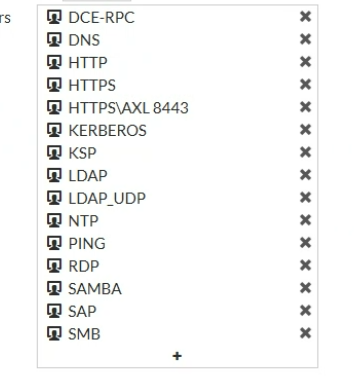 rs
DCE-RPC
DNS
HTTP
HTTPS
HTTPS\AXL 8443
KERBEROS
KSP
LDAP
LDAP_UDP
NTP
PING
RDP
SAMBA
SAP
SMB
+